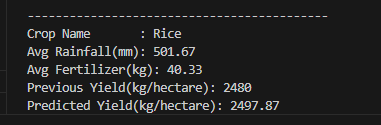 --------------------------------------------
Crop Name        : Rice
Avg Rainfall(mm): 501.67
Avg Fertilizer(kg): 40.33
Previous Yield(kg/hectare): 2480
Predicted Yield(kg/hectare): 2497.87